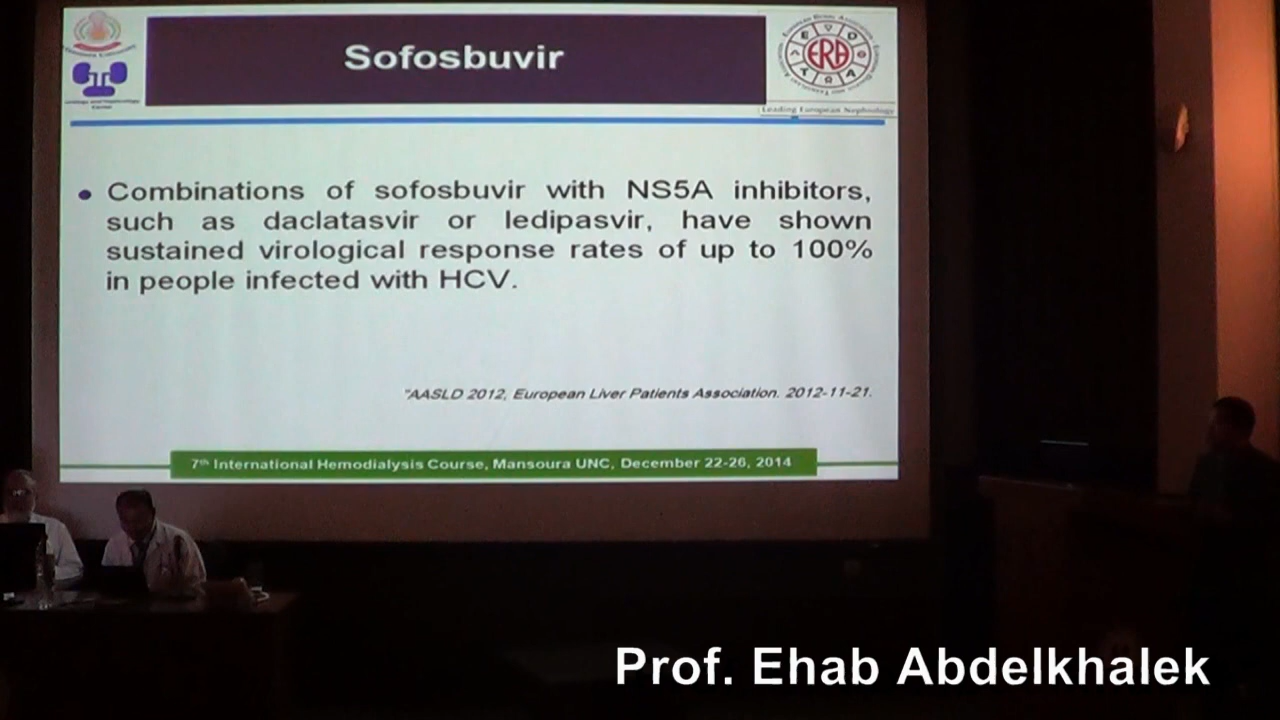 Sofosbuvir
ERA
Leading European Nephrology
• Combinations of sofosbuvir with NS5A inhibitors,
such as daclatasvir or ledipasvir, have shown
sustained virological response rates of up to 100%
in people infected with HCV.
"AASLD 2012, European Liver Patients Association. 2012-11-21.
7th International Hemodialysis Course, Mansoura UNC, December 22-26, 2014
Prof. Ehab Abdelkhalek